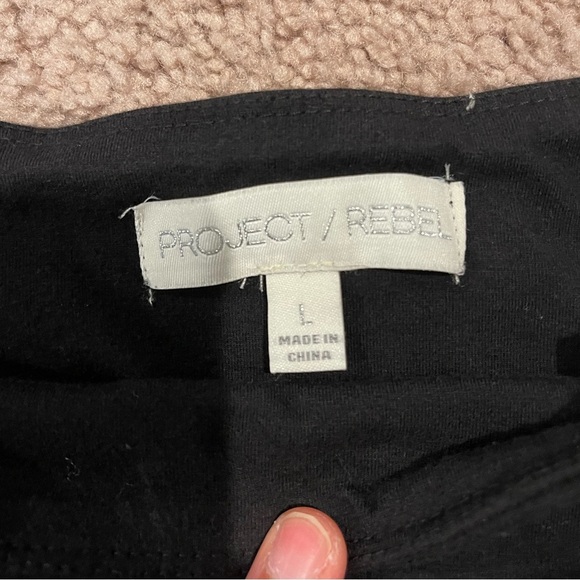 PROJECT / REBEL
L
MADE IN
CHINA